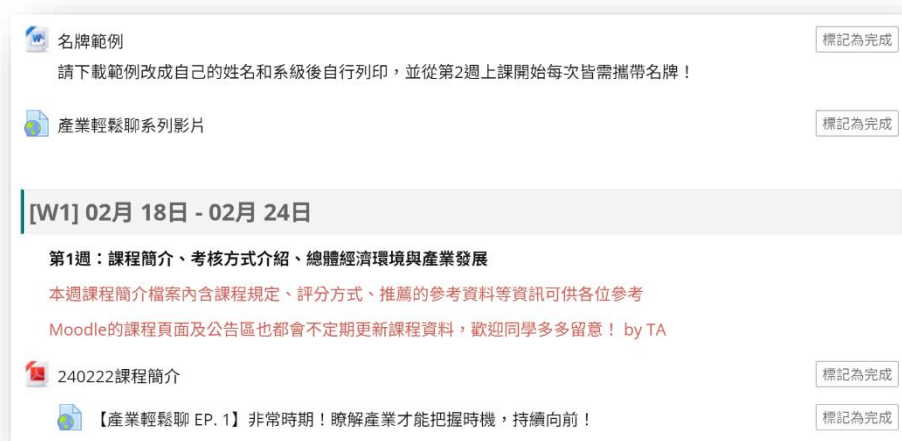 名牌範例
標記為完成
請下載範例改成自己的姓名和系級後自行列印，並從第2週上課開始每次皆需攜帶名牌！
產業輕鬆聊系列影片
標記為完成
[W1] 02月 18日 - 02月 24日
第1週：課程簡介、考核方式介紹、總體經濟環境與產業發展
本週課程簡介檔案內含課程規定、評分方式、推薦的參考資料等資訊可供各位參考
Moodle的課程頁面及公告區也都會不定期更新課程資料，歡迎同學多多留意！ by TA
240222課程簡介
標記為完成
【產業輕鬆聊 EP. 1】非常時期！瞭解產業才能把握時機，持續向前！
標記為完成